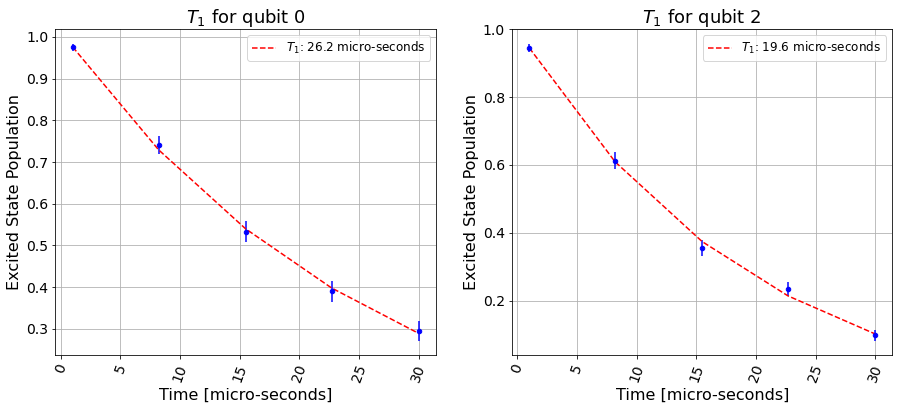 T₁ for qubit 0
T₁: 26.2 micro-seconds
Excited State Population
1.0
0.9
0.8
0.7
0.6
0.5
0.4
0.3
0 5 10 15 20 25 30
Time [micro-seconds]
T₁ for qubit 2
T₁: 19.6 micro-seconds
Excited State Population
1.0
0.8
0.6
0.4
0.2
0 5 10 15 20 25 30
Time [micro-seconds]